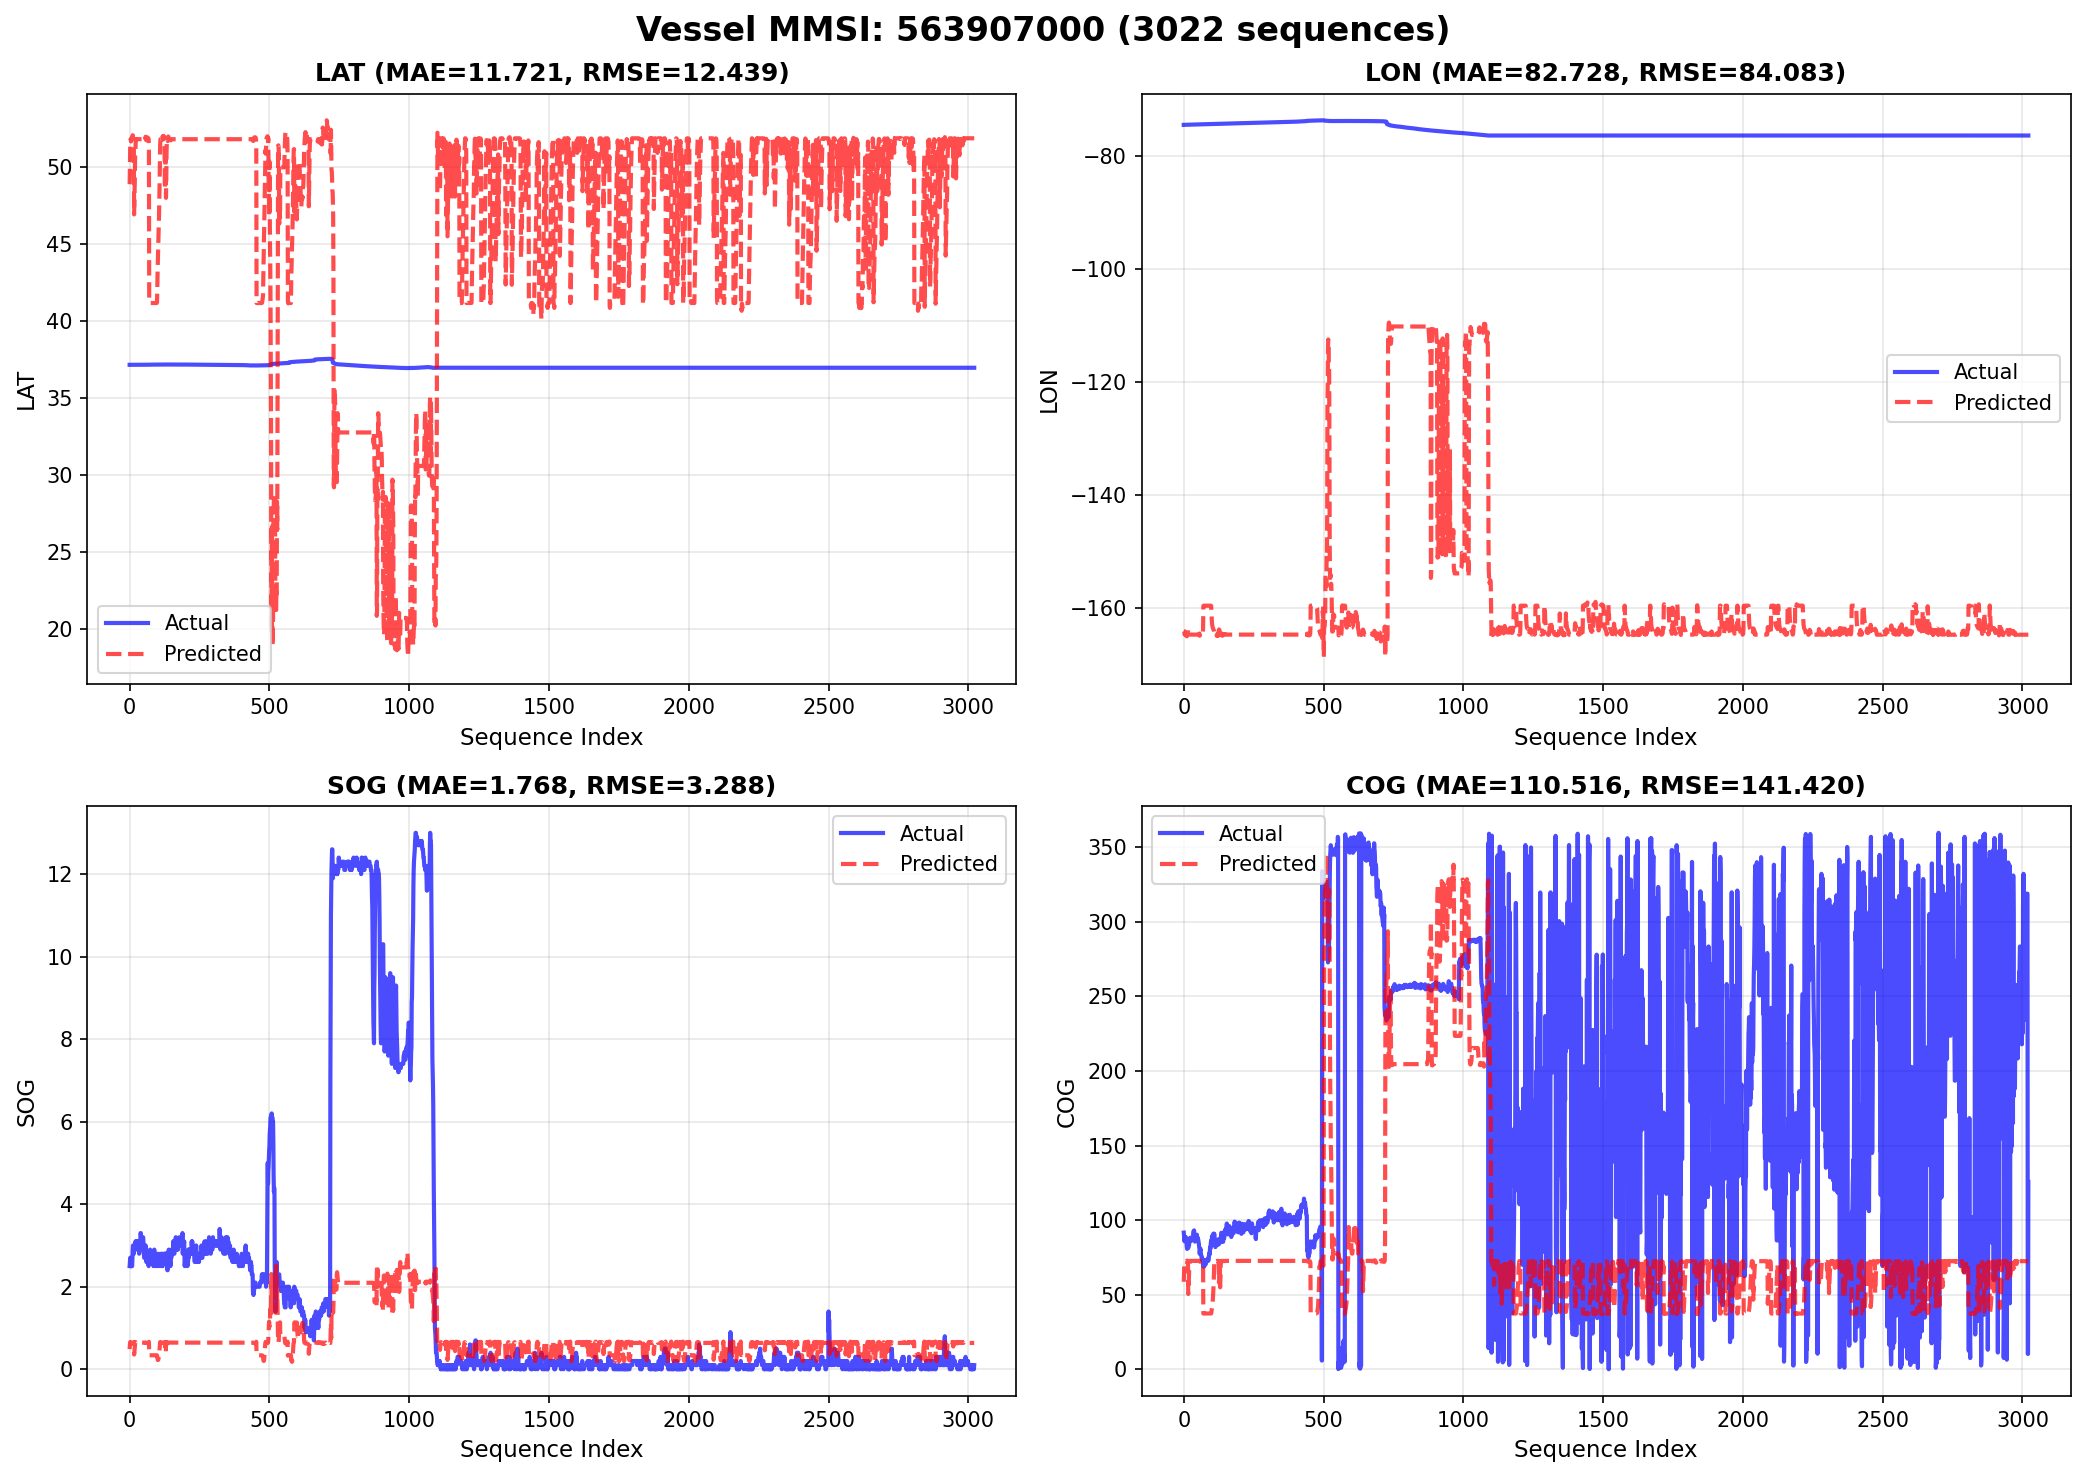 Vessel MMSI: 563907000 (3022 sequences)
LAT (MAE=11.721, RMSE=12.439)
50
45
40
35
30
25
20
LAT
Actual
Predicted
0 500 1000 1500 2000 2500 3000
Sequence Index
LON (MAE=82.728, RMSE=84.083)
−80
−100
−120
−140
−160
LON
Actual
Predicted
0 500 1000 1500 2000 2500 3000
Sequence Index
SOG (MAE=1.768, RMSE=3.288)
12
10
8
6
4
2
0
SOG
Actual
Predicted
0 500 1000 1500 2000 2500 3000
Sequence Index
COG (MAE=110.516, RMSE=141.420)
350
300
250
200
150
100
50
0
COG
Actual
Predicted
0 500 1000 1500 2000 2500 3000
Sequence Index